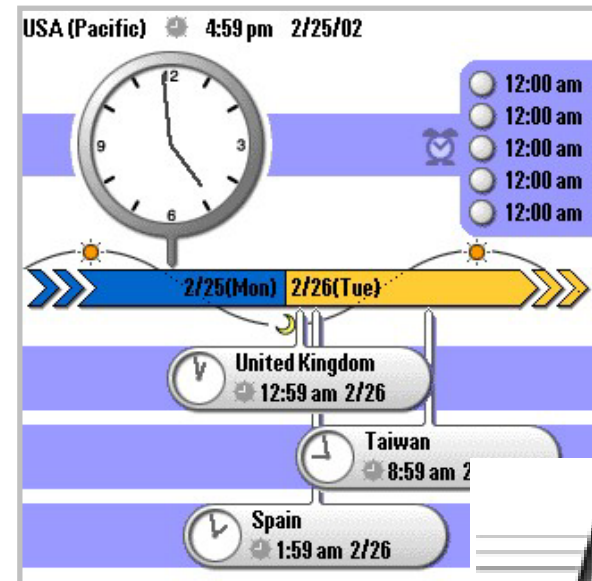 USA (Pacific) 4:59 pm 2/25/02
12
9
3
6
12:00 am
12:00 am
12:00 am
12:00 am
12:00 am
2/25(Mon) 2/26(Tue)
United Kingdom
12:59 am 2/26
Taiwan
8:59 am 2
Spain
1:59 am 2/26